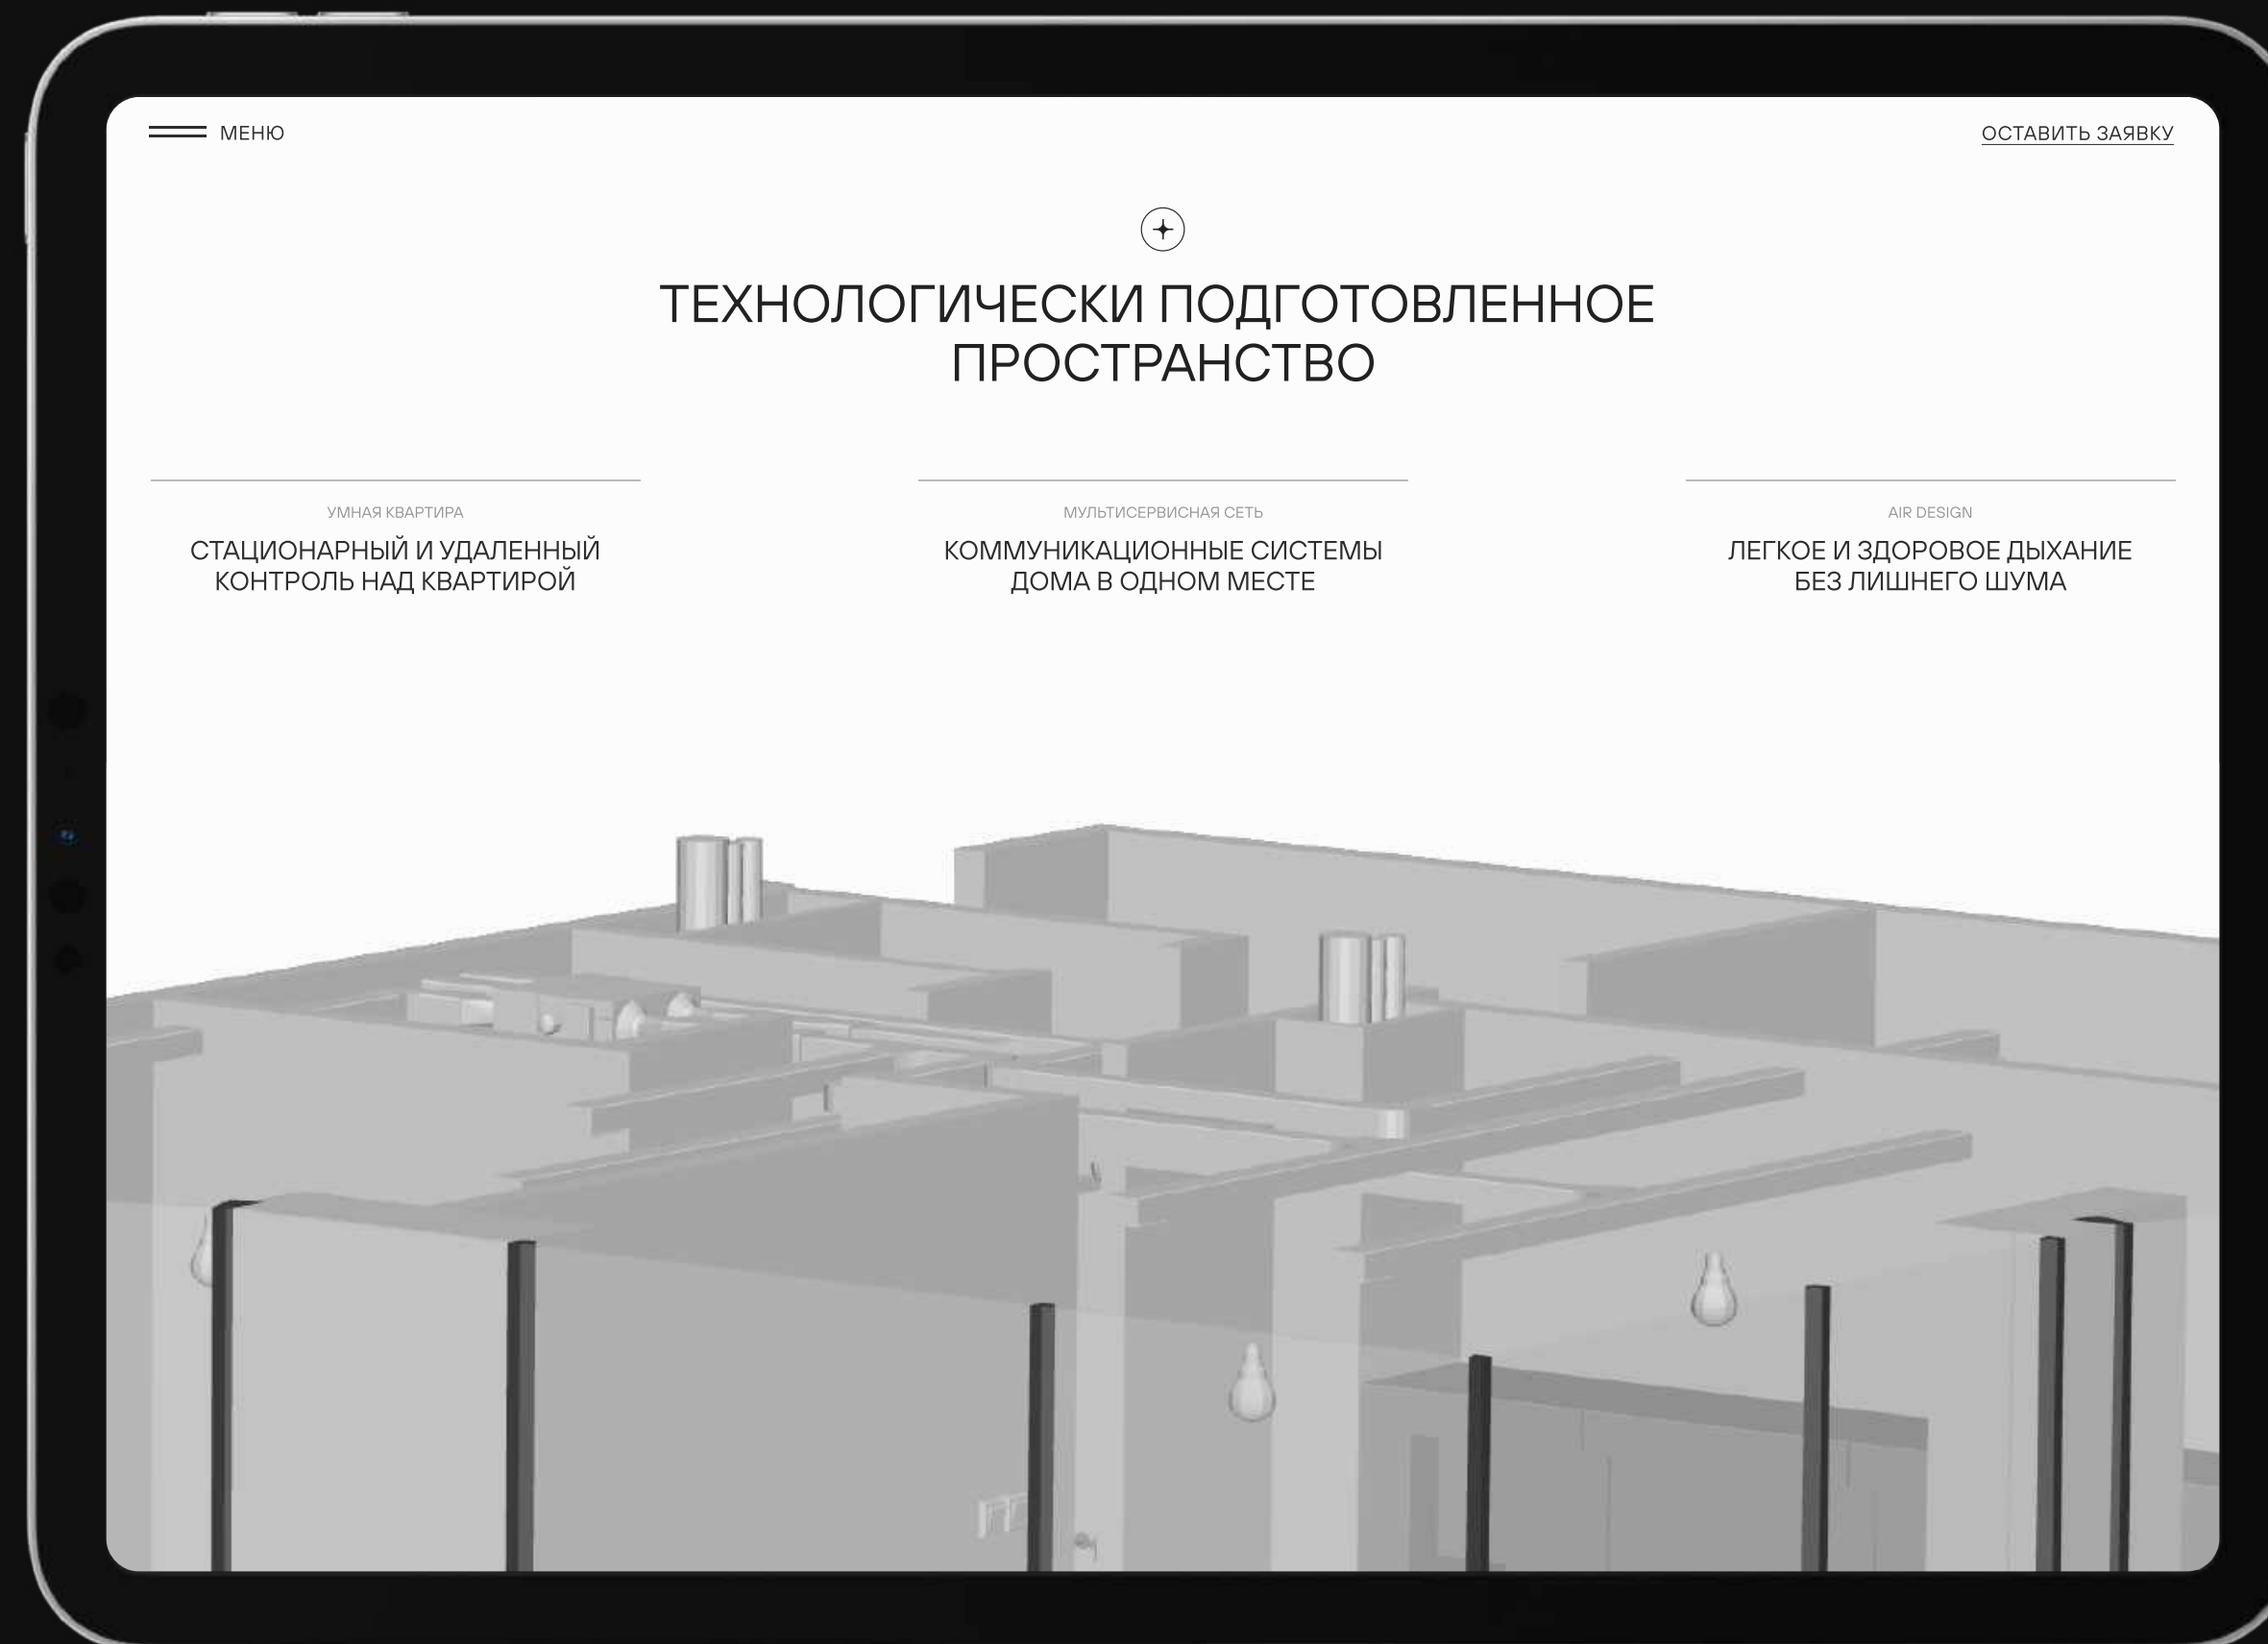 МЕНЮ
ОСТАВИТЬ ЗАЯВКУ
ТЕХНОЛОГИЧЕСКИ ПОДГОТОВЛЕННОЕ
ПРОСТРАНСТВО
УМНАЯ КВАРТИРА
СТАЦИОНАРНЫЙ И УДАЛЕННЫЙ
КОНТРОЛЬ НАД КВАРТИРОЙ
МУЛЬТИСЕРВИСНАЯ СЕТЬ
КОММУНИКАЦИОННЫЕ СИСТЕМЫ
ДОМА В ОДНОМ МЕСТЕ
AIR DESIGN
ЛЕГКОЕ И ЗДОРОВОЕ ДЫХАНИЕ
БЕЗ ЛИШНЕГО ШУМА